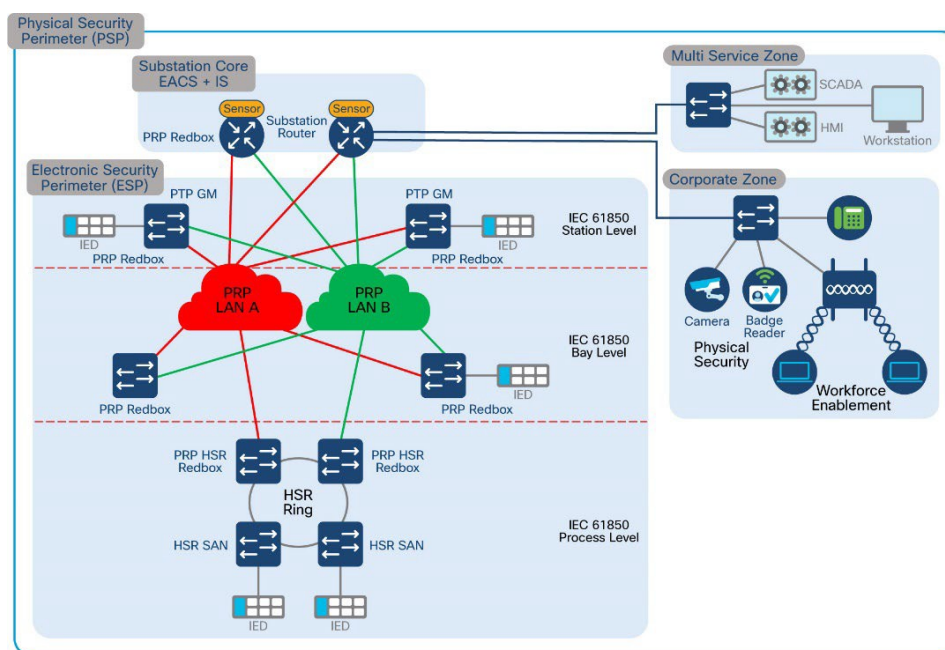 Physical Security
Perimeter (PSP)
Substation Core
EACS + IS
Sensor
Sensor
PRP Redbox
Substation
Router
Multi Service Zone
SCADA
HMI
Workstation
Electronic Security
Perimeter (ESP)
PTP GM
PTP GM
IED
IED
PRP Redbox
PRP Redbox
IEC 61850
Station Level
Corporate Zone
Camera
Badge
Reader
Physical
Security
Workforce
Enablement
PRP
LAN A
PRP
LAN B
IEC 61850
Bay Level
PRP Redbox
PRP Redbox
IED
PRP HSR
Redbox
PRP HSR
Redbox
HSR
Ring
HSR SAN
HSR SAN
IEC 61850
Process Level
IED
IED